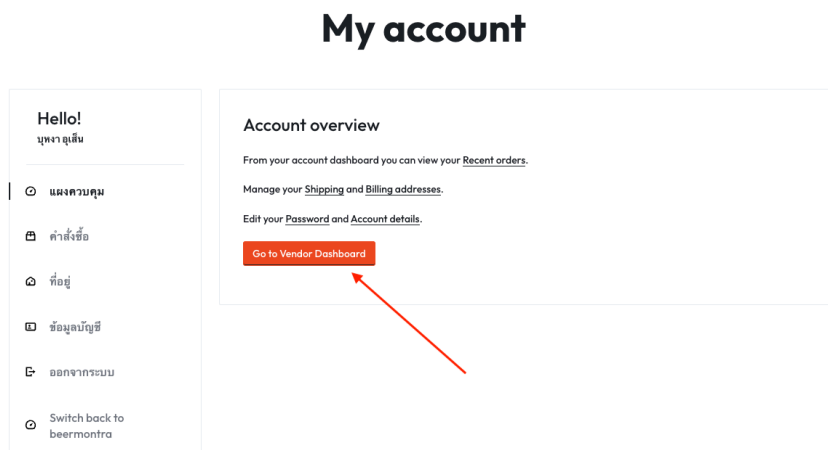 My account
Hello!
บุหงา อุเส็น
แผงควบคุม
คำสั่งซื้อ
ที่อยู่
ข้อมูลบัญชี
ออกจากระบบ
Switch back to
beermontra
Account overview
From your account dashboard you can view your Recent orders.
Manage your Shipping and Billing addresses.
Edit your Password and Account details.
Go to Vendor Dashboard